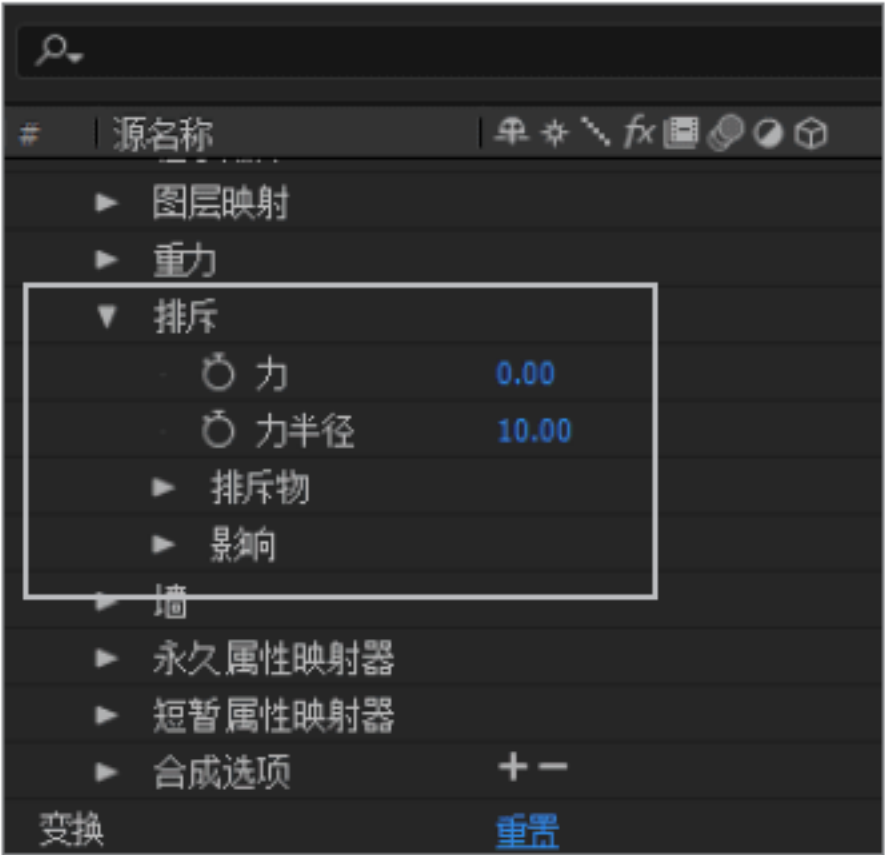 # 源名称 fx
图层映射
重力
排斥
力 0.00
力半径 10.00
排斥物
影响
墙
永久属性映射器
短暂属性映射器
合成选项 + −
变换 重置